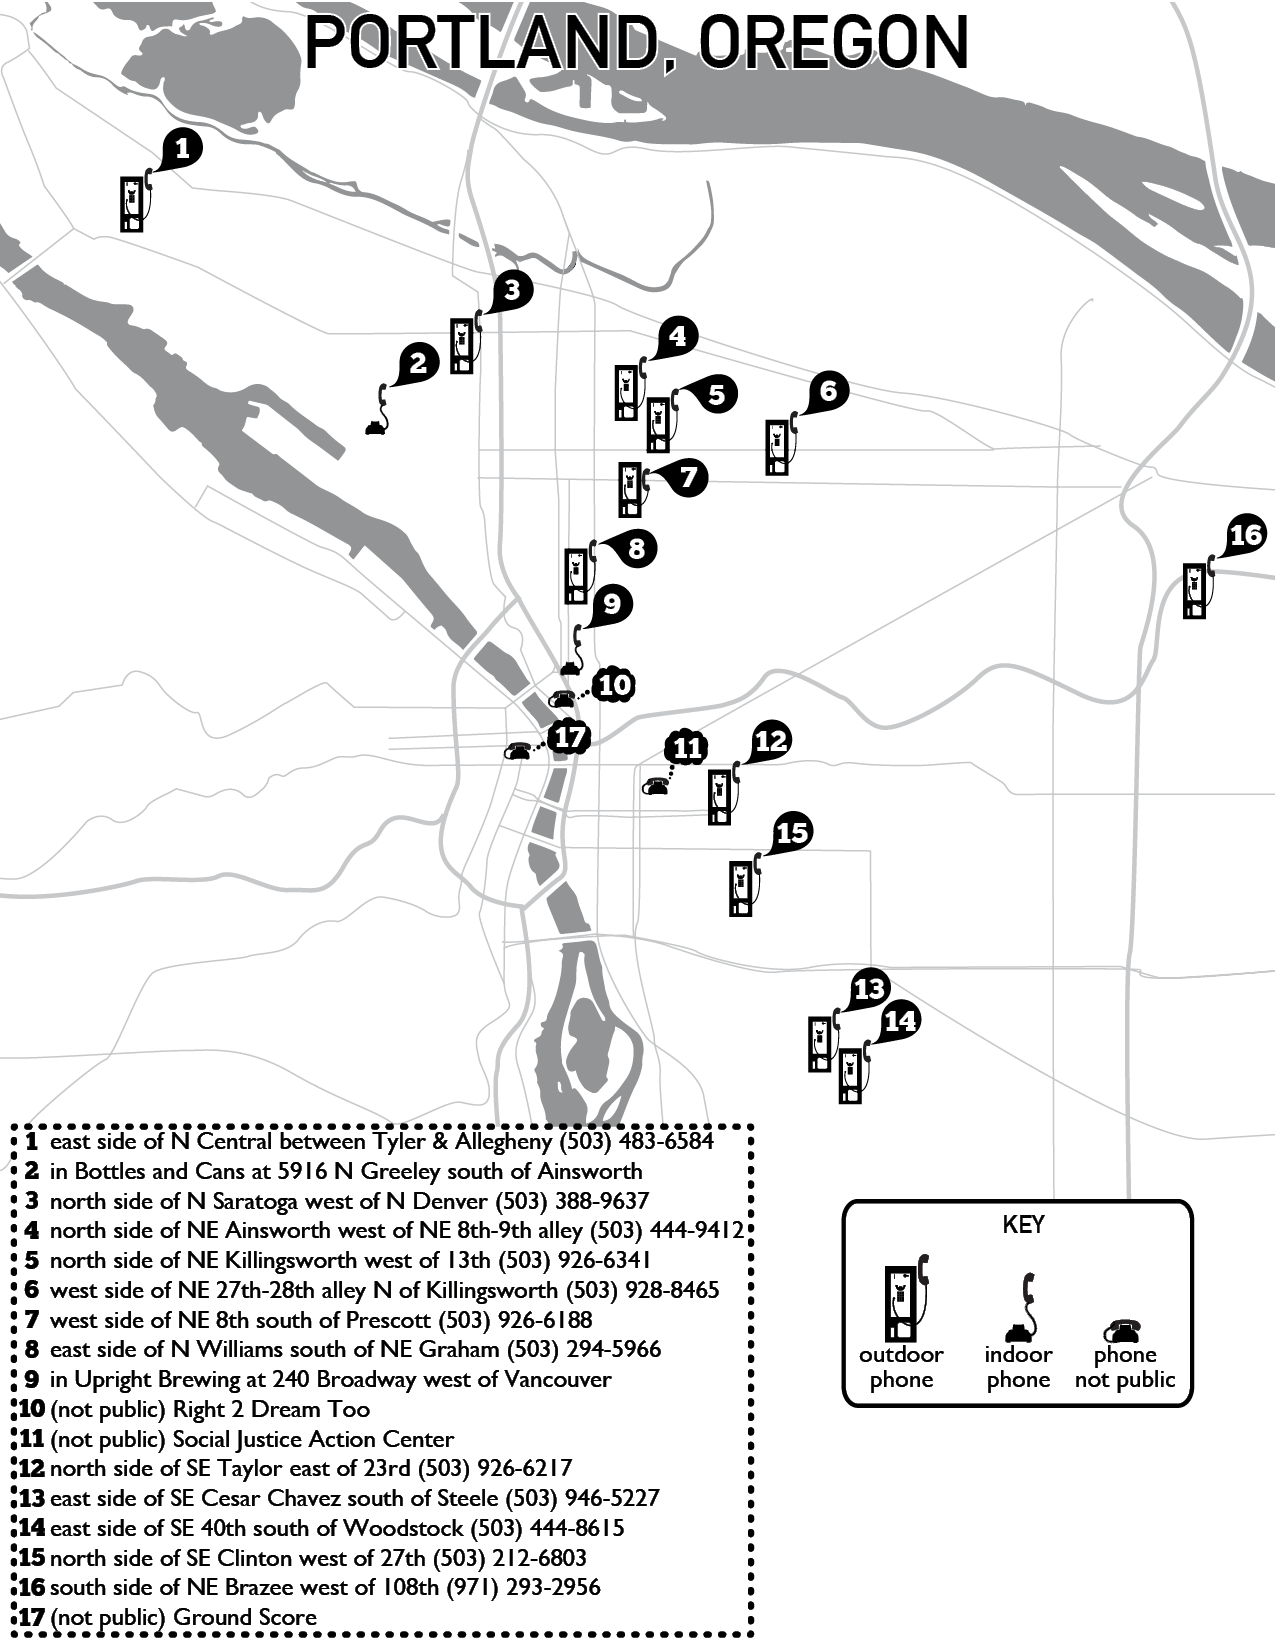 PORTLAND, OREGON
1
3
2
4
5
6
7
16
8
9
10
17
11
12
15
13
14
1 east side of N Central between Tyler & Allegheny (503) 483-6584
2 in Bottles and Cans at 5916 N Greeley south of Ainsworth
3 north side of N Saratoga west of N Denver (503) 388-9637
4 north side of NE Ainsworth west of NE 8th-9th alley (503) 444-9412
5 north side of NE Killingsworth west of 13th (503) 926-6341
6 west side of NE 27th-28th alley N of Killingsworth (503) 928-8465
7 west side of NE 8th south of Prescott (503) 926-6188
8 east side of N Williams south of NE Graham (503) 294-5966
9 in Upright Brewing at 240 Broadway west of Vancouver
10 (not public) Right 2 Dream Too
11 (not public) Social Justice Action Center
12 north side of SE Taylor east of 23rd (503) 926-6217
13 east side of SE Cesar Chavez south of Steele (503) 946-5227
14 east side of SE 40th south of Woodstock (503) 444-8615
15 north side of SE Clinton west of 27th (503) 212-6803
16 south side of NE Brazee west of 108th (971) 293-2956
17 (not public) Ground Score
KEY
outdoor phone
indoor phone
phone not public